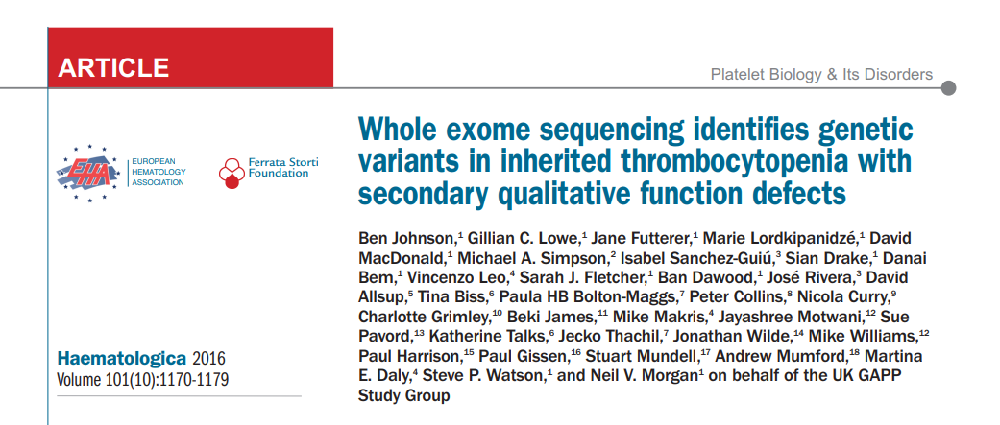 ARTICLE
Platelet Biology & Its Disorders
EHA
EUROPEAN
HEMATOLOGY
ASSOCIATION
Ferrata Storti
Foundation
Haematologica 2016
Volume 101(10):1170-1179
Whole exome sequencing identifies genetic
variants in inherited thrombocytopenia with
secondary qualitative function defects
Ben Johnson,¹ Gillian C. Lowe,¹ Jane Futterer,¹ Marie Lordkipanidzé,¹ David
MacDonald,¹ Michael A. Simpson,² Isabel Sanchez-Guiú,³ Sian Drake,¹ Danai
Bem,¹ Vincenzo Leo,⁴ Sarah J. Fletcher,¹ Ban Dawood,¹ José Rivera,³ David
Allsup,⁵ Tina Biss,⁶ Paula HB Bolton-Maggs,⁷ Peter Collins,⁸ Nicola Curry,⁹
Charlotte Grimley,¹⁰ Beki James,¹¹ Mike Makris,⁴ Jayashree Motwani,¹² Sue
Pavord,¹³ Katherine Talks,⁶ Jecko Thachil,⁷ Jonathan Wilde,¹⁴ Mike Williams,¹²
Paul Harrison,¹⁵ Paul Gissen,¹⁶ Stuart Mundell,¹⁷ Andrew Mumford,¹⁸ Martina
E. Daly,⁴ Steve P. Watson,¹ and Neil V. Morgan¹ on behalf of the UK GAPP
Study Group